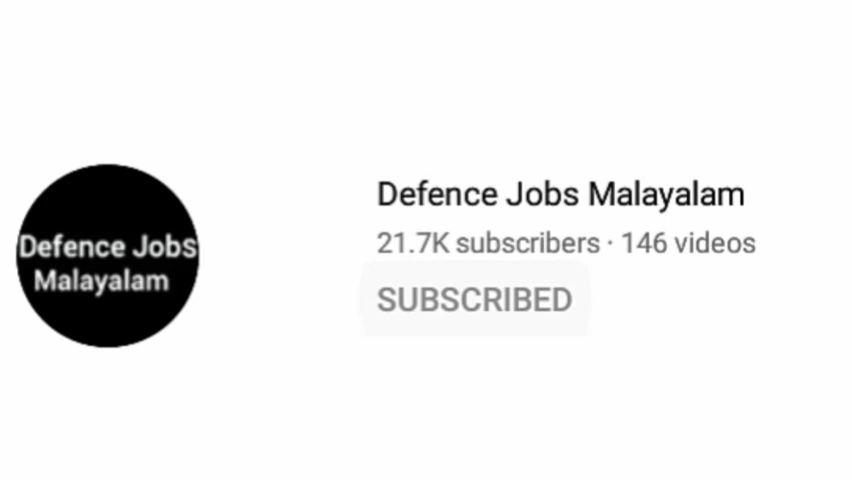 Defence Jobs
Malayalam
Defence Jobs Malayalam
21.7K subscribers · 146 videos
SUBSCRIBED